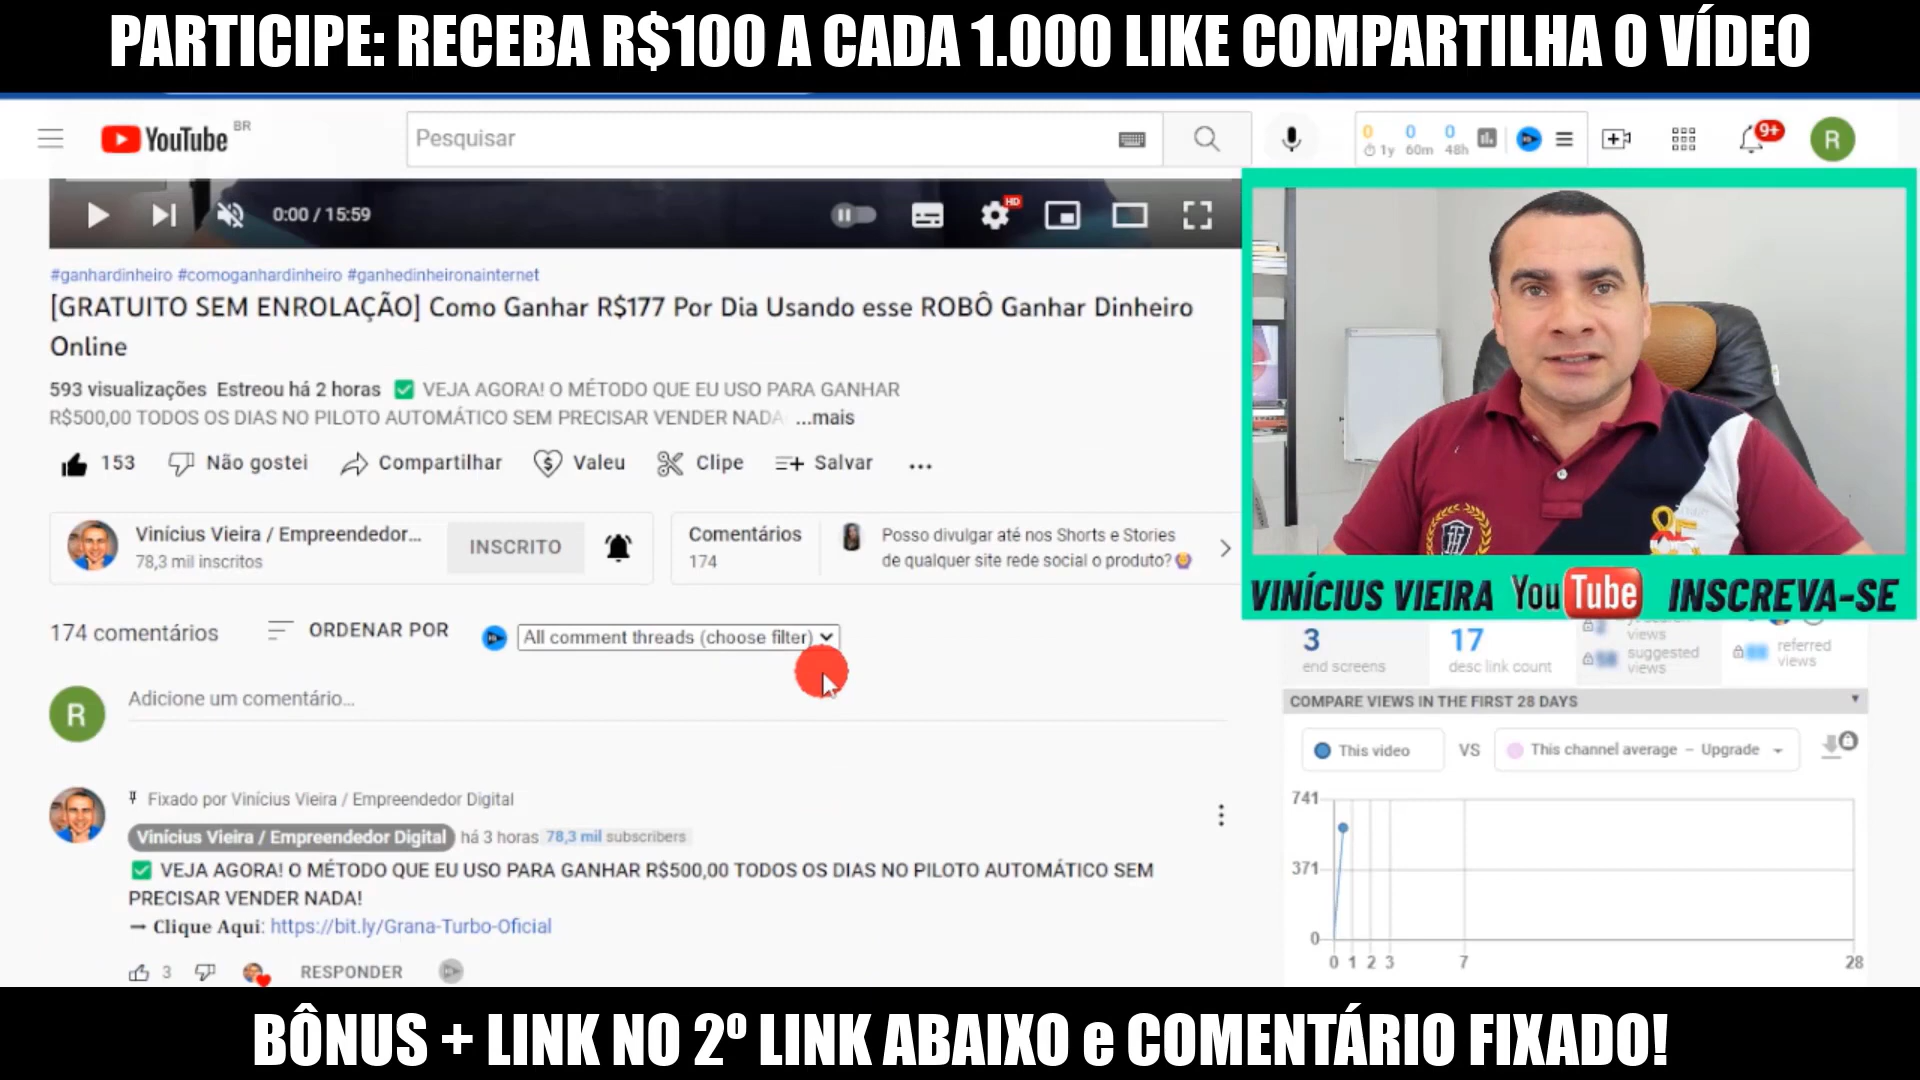 PARTICIPE: RECEBA R$100 A CADA 1.000 LIKE COMPARTILHA O VÍDEO
YouTube BR
Pesquisar
0 0 0
1y 60m 48h
9+
R
0:00 / 15:59
HD
#ganhardinheiro #comoganhardinheiro #ganhedinheironainternet
[GRATUITO SEM ENROLAÇÃO] Como Ganhar R$177 Por Dia Usando esse ROBÔ Ganhar Dinheiro
Online
593 visualizações Estreou há 2 horas ✅ VEJA AGORA! O MÉTODO QUE EU USO PARA GANHAR
R$500,00 TODOS OS DIAS NO PILOTO AUTOMÁTICO SEM PRECISAR VENDER NADA ...mais
153 Não gostei Compartilhar Valeu Clipe Salvar ...
Vinícius Vieira / Empreendedor...
78,3 mil inscritos
INSCRITO
Comentários
174
Posso divulgar até nos Shorts e Stories
de qualquer site rede social o produto?
VINÍCIUS VIEIRA YouTube INSCREVA-SE
174 comentários ORDENAR POR All comment threads (choose filter)
R
Adicione um comentário...
Fixado por Vinícius Vieira / Empreendedor Digital
Vinícius Vieira / Empreendedor Digital há 3 horas 78,3 mil subscribers
✅ VEJA AGORA! O MÉTODO QUE EU USO PARA GANHAR R$500,00 TODOS OS DIAS NO PILOTO AUTOMÁTICO SEM
PRECISAR VENDER NADA!
➞ Clique Aqui: https://bit.ly/Grana-Turbo-Oficial
3 RESPONDER
3
end screens
17
desc link count
views
suggested
views
referred
views
COMPARE VIEWS IN THE FIRST 28 DAYS
This video VS This channel average – Upgrade
741
371
0
0 1 2 3 7 28
BÔNUS + LINK NO 2º LINK ABAIXO e COMENTÁRIO FIXADO!